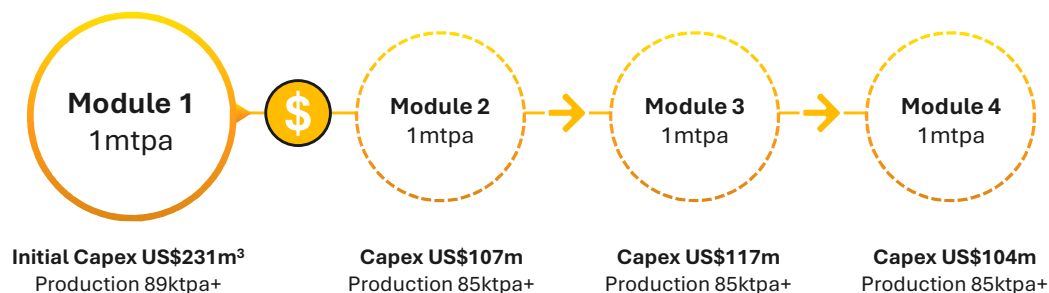 Module 1
1mtpa
$
Module 2
1mtpa
Module 3
1mtpa
Module 4
1mtpa
Initial Capex US$231m³
Production 89ktpa+
Capex US$107m
Production 85ktpa+
Capex US$117m
Production 85ktpa+
Capex US$104m
Production 85ktpa+